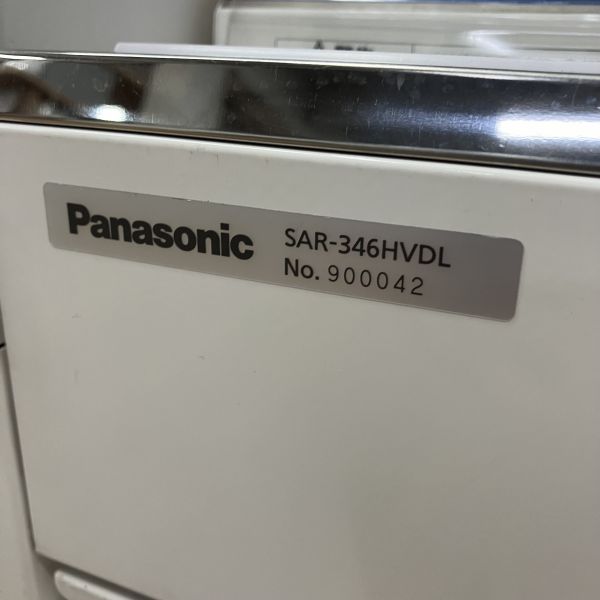 Panasonic SAR-346HVDL
No. 900042